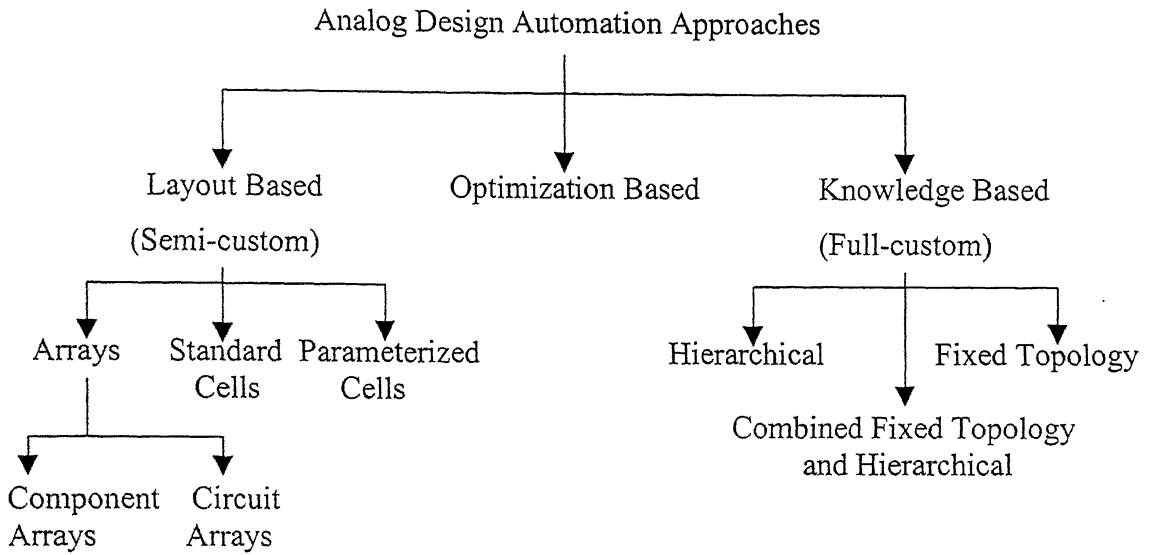 Analog Design Automation Approaches
Layout Based
(Semi-custom)
Optimization Based
Knowledge Based
(Full-custom)
Arrays
Standard
Cells
Parameterized
Cells
Hierarchical
Fixed Topology
Combined Fixed Topology
and Hierarchical
Component
Arrays
Circuit
Arrays